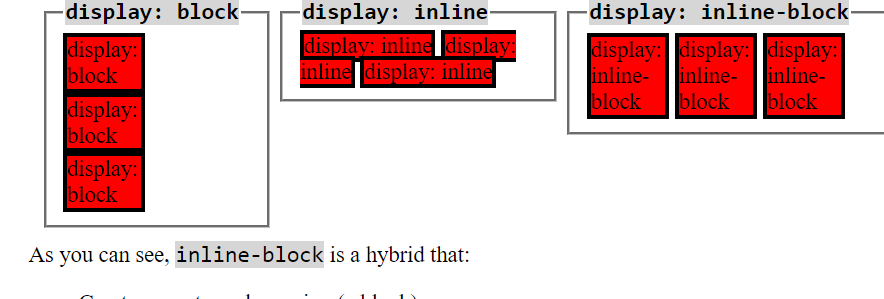 display: block
display:
block
display:
block
display:
block
display: inline
display: inline display:
inline display: inline
display: inline-block
display:
inline-
block
display:
inline-
block
display:
inline-
block
As you can see, inline-block is a hybrid that: